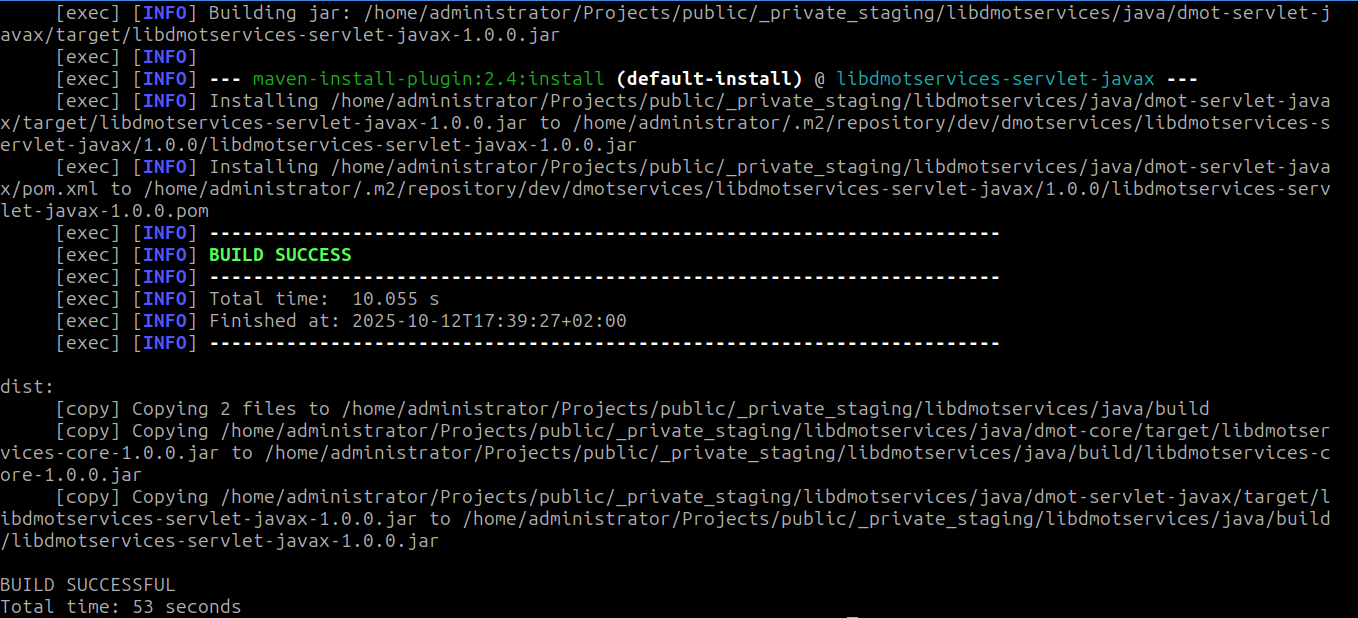 [exec] [INFO] Building jar: /home/administrator/Projects/public/_private_staging/libdmotservices/java/dmot-servlet-j
avax/target/libdmotservices-servlet-javax-1.0.0.jar
[exec] [INFO]
[exec] [INFO] --- maven-install-plugin:2.4:install (default-install) @ libdmotservices-servlet-javax ---
[exec] [INFO] Installing /home/administrator/Projects/public/_private_staging/libdmotservices/java/dmot-servlet-java
x/target/libdmotservices-servlet-javax-1.0.0.jar to /home/administrator/.m2/repository/dev/dmotservices/libdmotservices-s
ervlet-javax/1.0.0/libdmotservices-servlet-javax-1.0.0.jar
[exec] [INFO] Installing /home/administrator/Projects/public/_private_staging/libdmotservices/java/dmot-servlet-java
x/pom.xml to /home/administrator/.m2/repository/dev/dmotservices/libdmotservices-servlet-javax/1.0.0/libdmotservices-serv
let-javax-1.0.0.pom
[exec] [INFO] ------------------------------------------------------------------------
[exec] [INFO] BUILD SUCCESS
[exec] [INFO] ------------------------------------------------------------------------
[exec] [INFO] Total time:  10.055 s
[exec] [INFO] Finished at: 2025-10-12T17:39:27+02:00
[exec] [INFO] ------------------------------------------------------------------------
dist:
[copy] Copying 2 files to /home/administrator/Projects/public/_private_staging/libdmotservices/java/build
[copy] Copying /home/administrator/Projects/public/_private_staging/libdmotservices/java/dmot-core/target/libdmotser
vices-core-1.0.0.jar to /home/administrator/Projects/public/_private_staging/libdmotservices/java/build/libdmotservices-c
ore-1.0.0.jar
[copy] Copying /home/administrator/Projects/public/_private_staging/libdmotservices/java/dmot-servlet-javax/target/l
ibdmotservices-servlet-javax-1.0.0.jar to /home/administrator/Projects/public/_private_staging/libdmotservices/java/build
/libdmotservices-servlet-javax-1.0.0.jar
BUILD SUCCESSFUL
Total time: 53 seconds